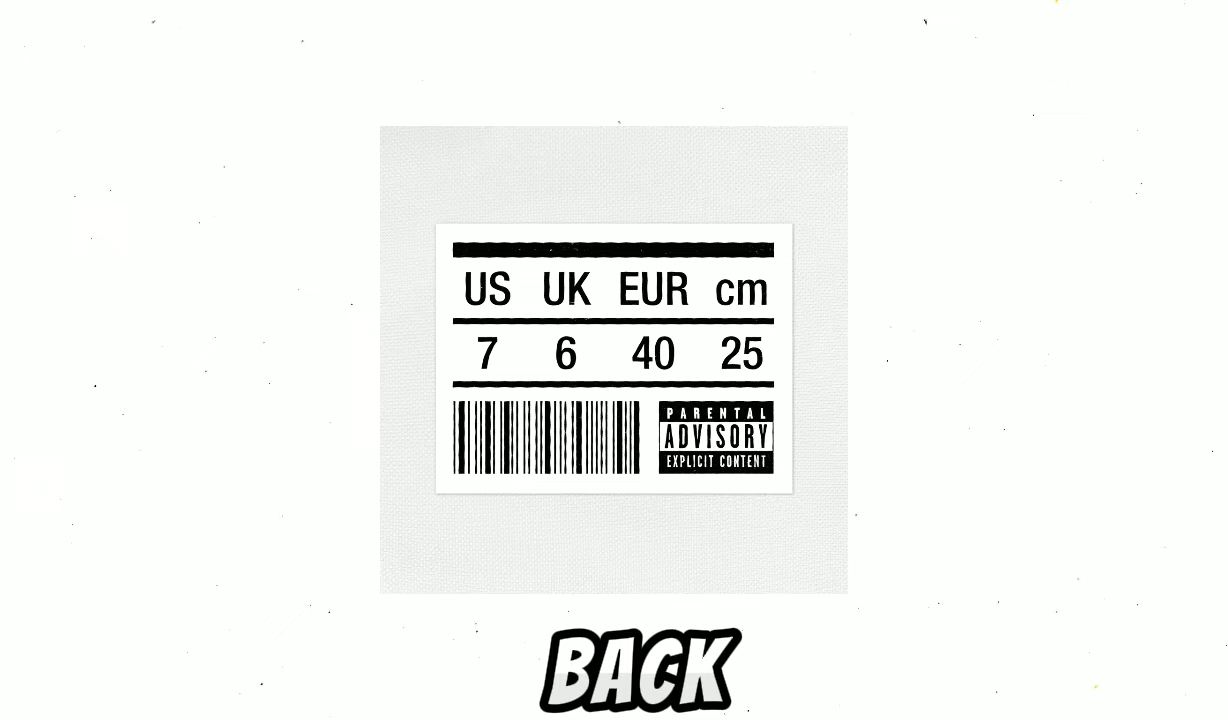 US UK EUR cm
7 6 40 25
PARENTAL
ADVISORY
EXPLICIT CONTENT
BACK